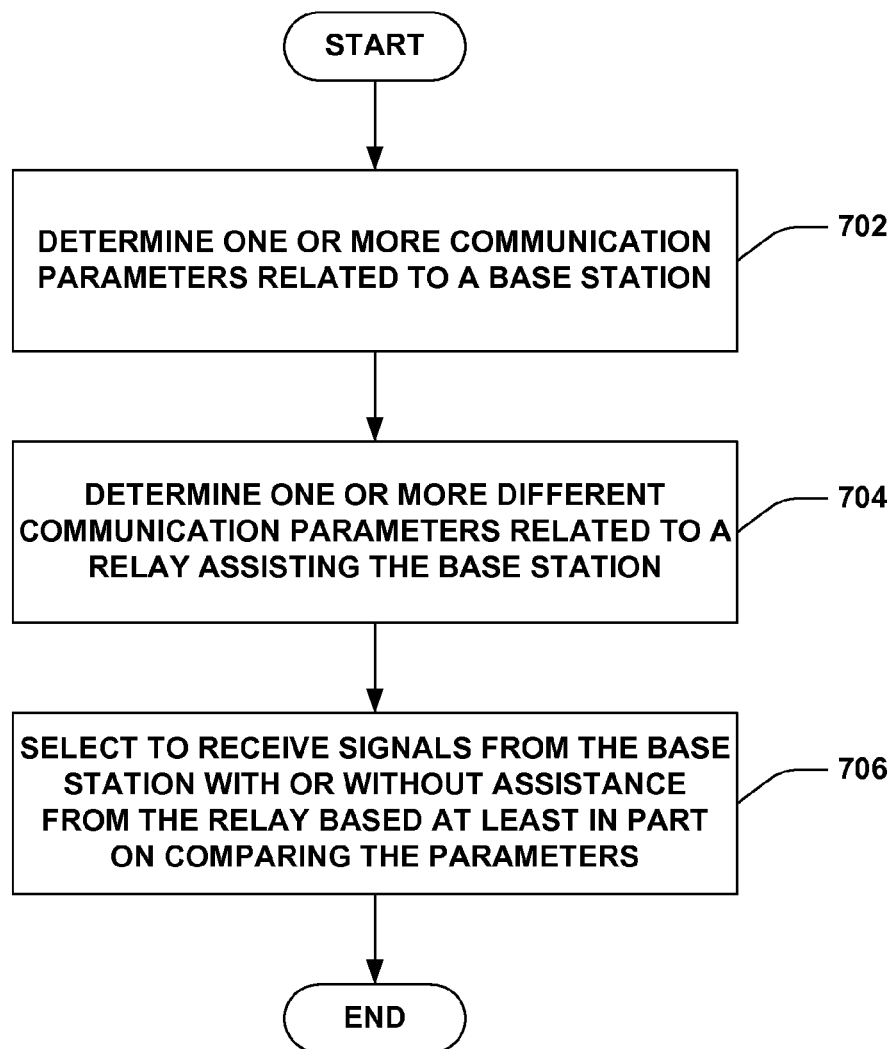 START
DETERMINE ONE OR MORE COMMUNICATION
PARAMETERS RELATED TO A BASE STATION
702
DETERMINE ONE OR MORE DIFFERENT
COMMUNICATION PARAMETERS RELATED TO A
RELAY ASSISTING THE BASE STATION
704
SELECT TO RECEIVE SIGNALS FROM THE BASE
STATION WITH OR WITHOUT ASSISTANCE
FROM THE RELAY BASED AT LEAST IN PART
ON COMPARING THE PARAMETERS
706
END